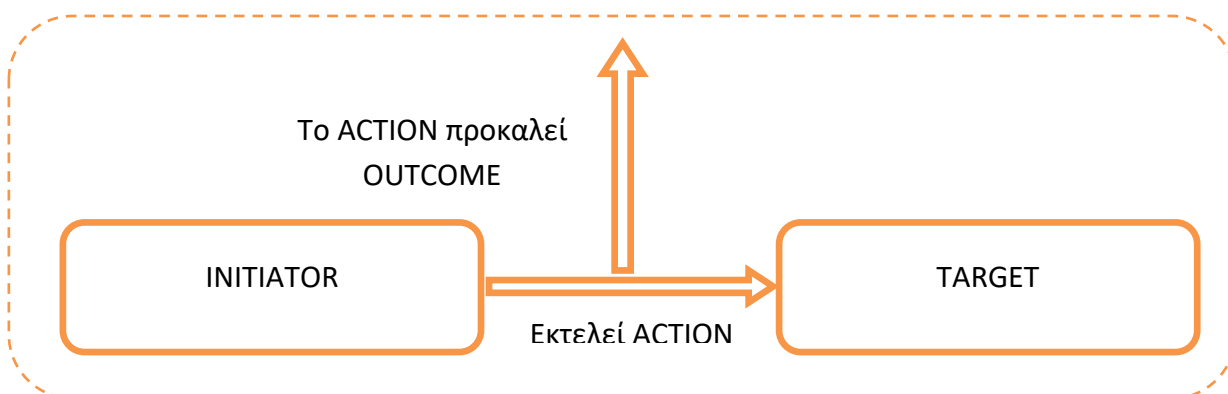 Το ACTION προκαλεί
OUTCOME
INITIATOR
TARGET
Εκτελεί ACTION